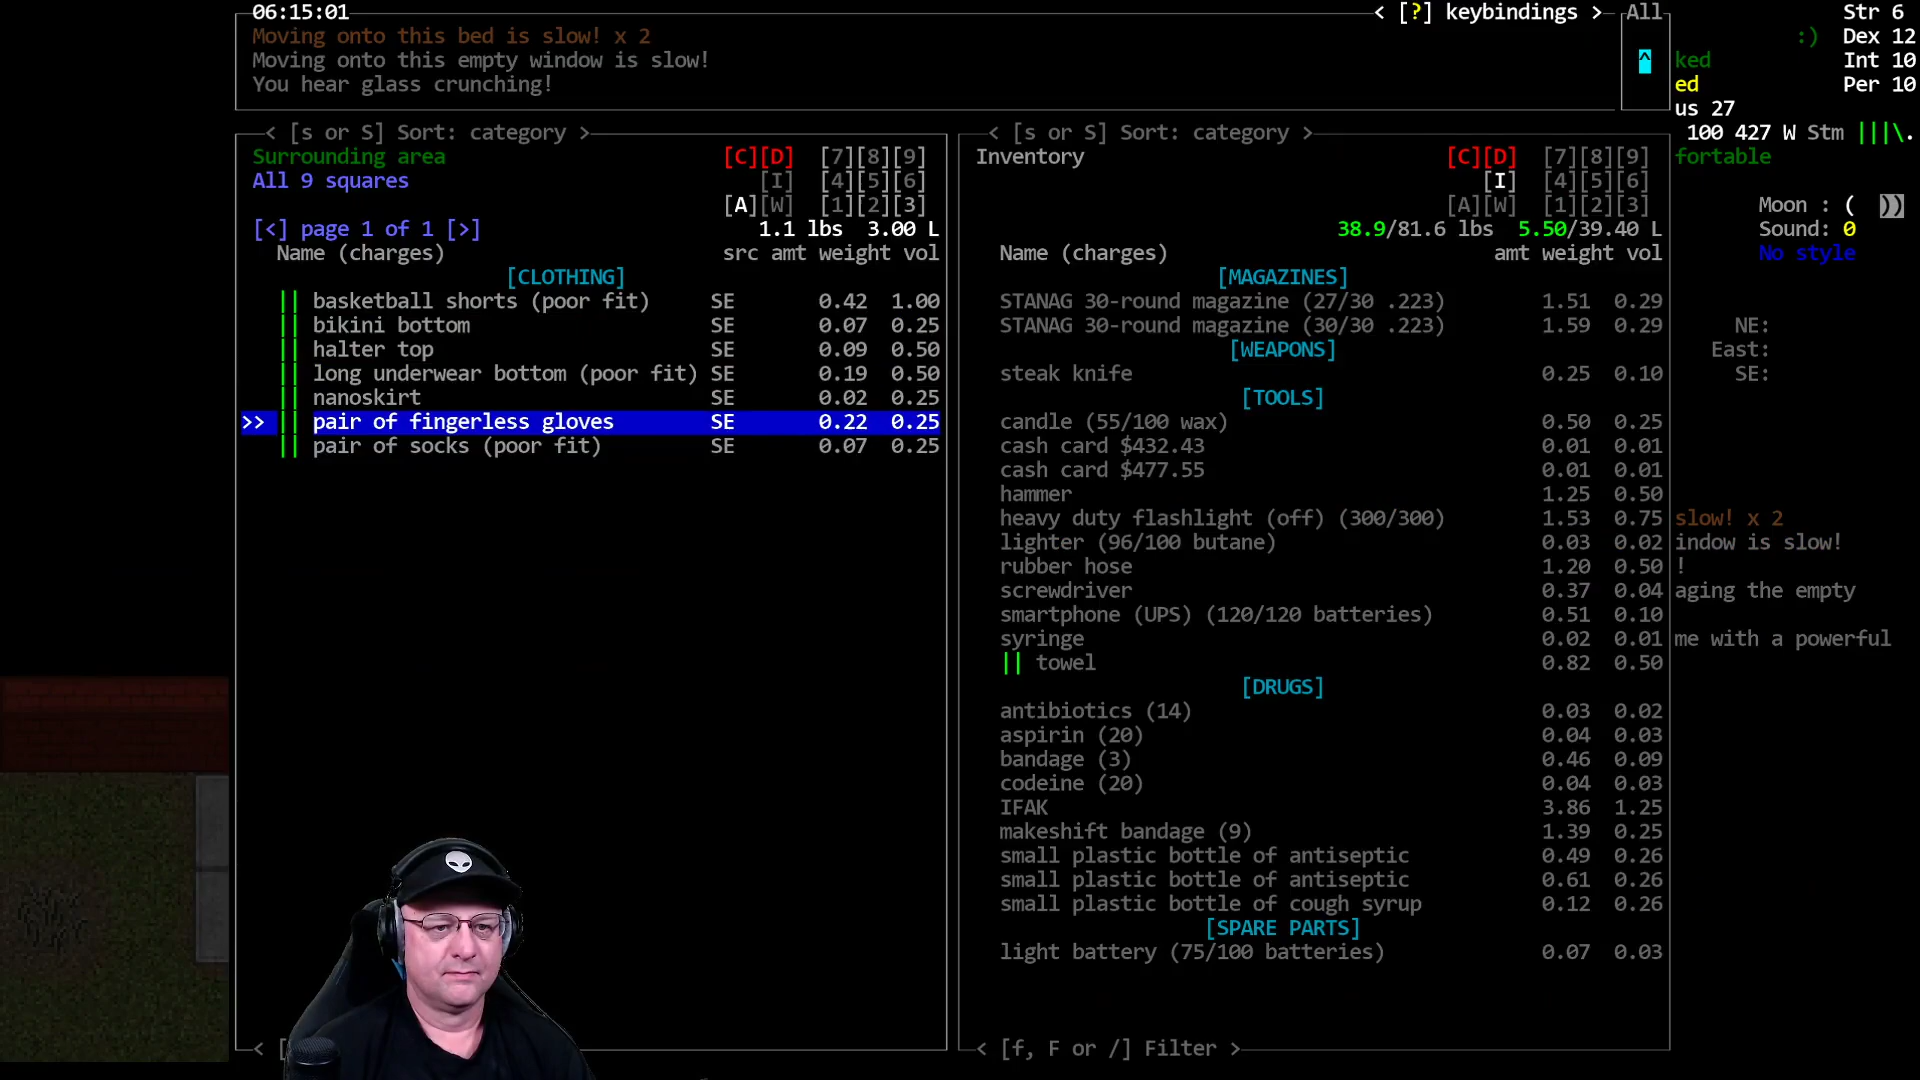 06:15:01
< [?] keybindings >
All
Moving onto this bed is slow! x 2
Moving onto this empty window is slow!
You hear glass crunching!
^
:)
Str 6
Dex 12
Int 10
Per 10
ked
ed
us 27
100 427 W Stm |||\.
fortable
Moon : ( ))
Sound: 0
No style
NE:
East:
SE:
slow! x 2
indow is slow!
!
aging the empty
me with a powerful
< [s or S] Sort: category >
Surrounding area
All 9 squares
[C][D] [7][8][9]
[I] [4][5][6]
[A][W] [1][2][3]
[<] page 1 of 1 [>]
1.1 lbs 3.00 L
Name (charges) src amt weight vol
[CLOTHING]
|| basketball shorts (poor fit) SE 0.42 1.00
|| bikini bottom SE 0.07 0.25
|| halter top SE 0.09 0.50
|| long underwear bottom (poor fit) SE 0.19 0.50
|| nanoskirt SE 0.02 0.25
>> || pair of fingerless gloves SE 0.22 0.25
|| pair of socks (poor fit) SE 0.07 0.25
< [
< [s or S] Sort: category >
Inventory
[C][D] [7][8][9]
[I] [4][5][6]
[A][W] [1][2][3]
38.9/81.6 lbs 5.50/39.40 L
Name (charges) amt weight vol
[MAGAZINES]
STANAG 30-round magazine (27/30 .223) 1.51 0.29
STANAG 30-round magazine (30/30 .223) 1.59 0.29
[WEAPONS]
steak knife 0.25 0.10
[TOOLS]
candle (55/100 wax) 0.50 0.25
cash card $432.43 0.01 0.01
cash card $477.55 0.01 0.01
hammer 1.25 0.50
heavy duty flashlight (off) (300/300) 1.53 0.75
lighter (96/100 butane) 0.03 0.02
rubber hose 1.20 0.50
screwdriver 0.37 0.04
smartphone (UPS) (120/120 batteries) 0.51 0.10
syringe 0.02 0.01
|| towel 0.82 0.50
[DRUGS]
antibiotics (14) 0.03 0.02
aspirin (20) 0.04 0.03
bandage (3) 0.46 0.09
codeine (20) 0.04 0.03
IFAK 3.86 1.25
makeshift bandage (9) 1.39 0.25
small plastic bottle of antiseptic 0.49 0.26
small plastic bottle of antiseptic 0.61 0.26
small plastic bottle of cough syrup 0.12 0.26
[SPARE PARTS]
light battery (75/100 batteries) 0.07 0.03
< [f, F or /] Filter >